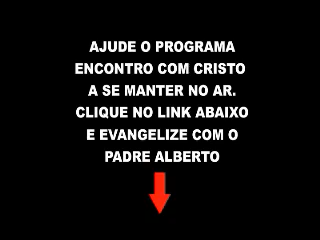 AJUDE O PROGRAMA
ENCONTRO COM CRISTO
A SE MANTER NO AR.
CLIQUE NO LINK ABAIXO
E EVANGELIZE COM O
PADRE ALBERTO